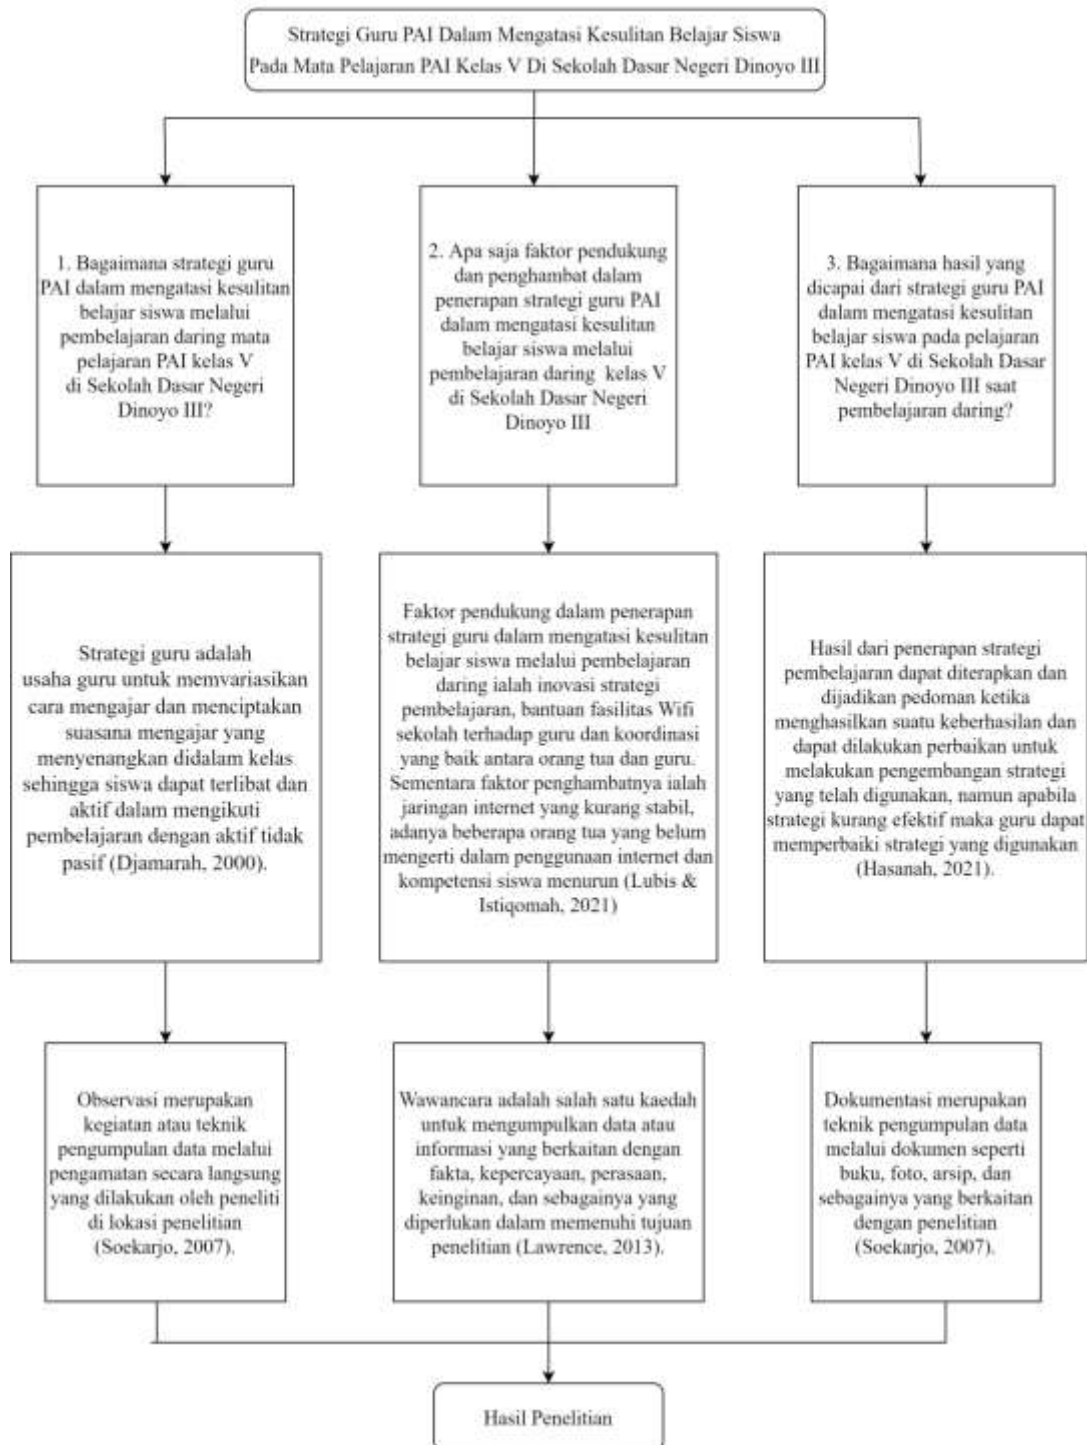 Strategi Guru PAI Dalam Mengatasi Kesulitan Belajar Siswa
Pada Mata Pelajaran PAI Kelas V Di Sekolah Dasar Negeri Dinoyo III
1. Bagaimana strategi guru
PAI dalam mengatasi kesulitan
belajar siswa melalui
pembelajaran daring mata
pelajaran PAI kelas V
di Sekolah Dasar Negeri
Dinoyo III?
2. Apa saja faktor pendukung
dan penghambat dalam
penerapan strategi guru PAI
dalam mengatasi kesulitan
belajar siswa melalui
pembelajaran daring kelas V
di Sekolah Dasar Negeri
Dinoyo III
3. Bagaimana hasil yang
dicapai dari strategi guru PAI
dalam mengatasi kesulitan
belajar siswa pada pelajaran
PAI kelas V di Sekolah Dasar
Negeri Dinoyo III saat
pembelajaran daring?
Strategi guru adalah
usaha guru untuk memvariasikan
cara mengajar dan menciptakan
suasana mengajar yang
menyenangkan didalam kelas
sehingga siswa dapat terlibat dan
aktif dalam mengikuti
pembelajaran dengan aktif tidak
pasif (Djamarah, 2000).
Faktor pendukung dalam penerapan
strategi guru dalam mengatasi kesulitan
belajar siswa melalui pembelajaran
daring ialah inovasi strategi
pembelajaran, bantuan fasilitas Wifi
sekolah terhadap guru dan koordinasi
yang baik antara orang tua dan guru.
Sementara faktor penghambatnya ialah
jaringan internet yang kurang stabil,
adanya beberapa orang tua yang belum
mengerti dalam penggunaan internet dan
kompetensi siswa menurun (Lubis &
Istiqomah, 2021)
Hasil dari penerapan strategi
pembelajaran dapat diterapkan dan
dijadikan pedoman ketika
menghasilkan suatu keberhasilan dan
dapat dilakukan perbaikan untuk
melakukan pengembangan strategi
yang telah digunakan, namun apabila
strategi kurang efektif maka guru dapat
memperbaiki strategi yang digunakan
(Hasanah, 2021).
Observasi merupakan
kegiatan atau teknik
pengumpulan data melalui
pengamatan secara langsung
yang dilakukan oleh peneliti
di lokasi penelitian
(Soekarjo, 2007).
Wawancara adalah salah satu kaedah
untuk mengumpulkan data atau
informasi yang berkaitan dengan
fakta, kepercayaan, perasaan,
keinginan, dan sebagainya yang
diperlukan dalam memenuhi tujuan
penelitian (Lawrence, 2013).
Dokumentasi merupakan
teknik pengumpulan data
melalui dokumen seperti
buku, foto, arsip, dan
sebagainya yang berkaitan
dengan penelitian
(Soekarjo, 2007).
Hasil Penelitian